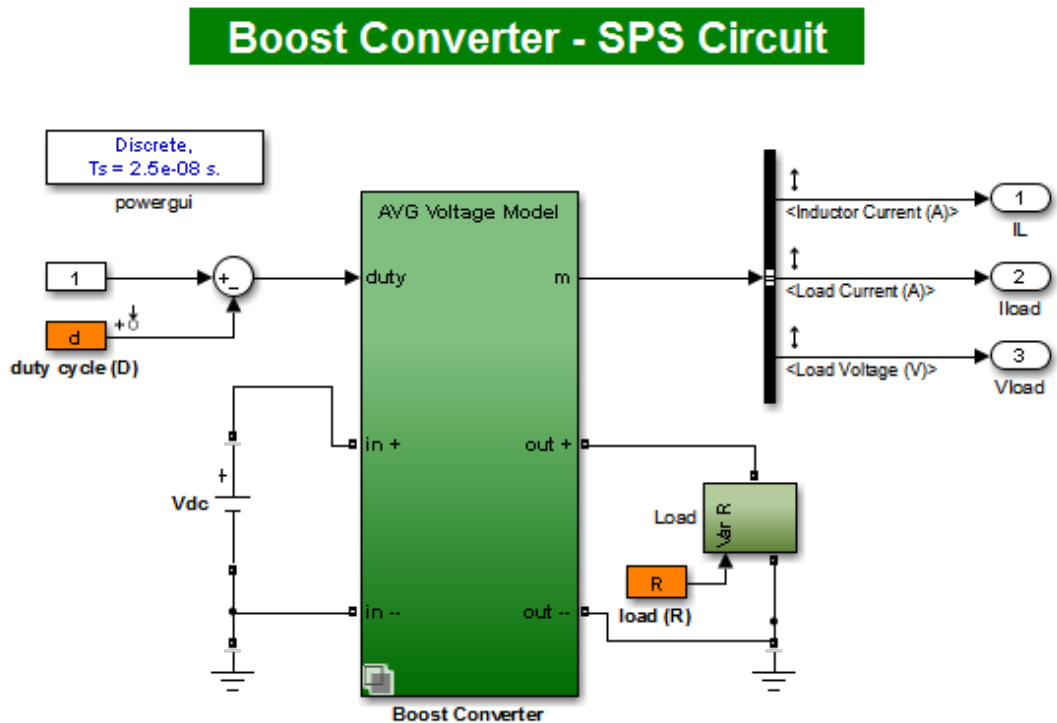 Boost Converter - SPS Circuit
Discrete,
Ts = 2.5e-08 s.
powergui
AVG Voltage Model
1
duty
m
d
duty cycle (D)
<Inductor Current (A)>
1
IL
<Load Current (A)>
2
Iload
<Load Voltage (V)>
3
Vload
in +
out +
Vdc
Load
Var R
R
load (R)
in --
out --
Boost Converter